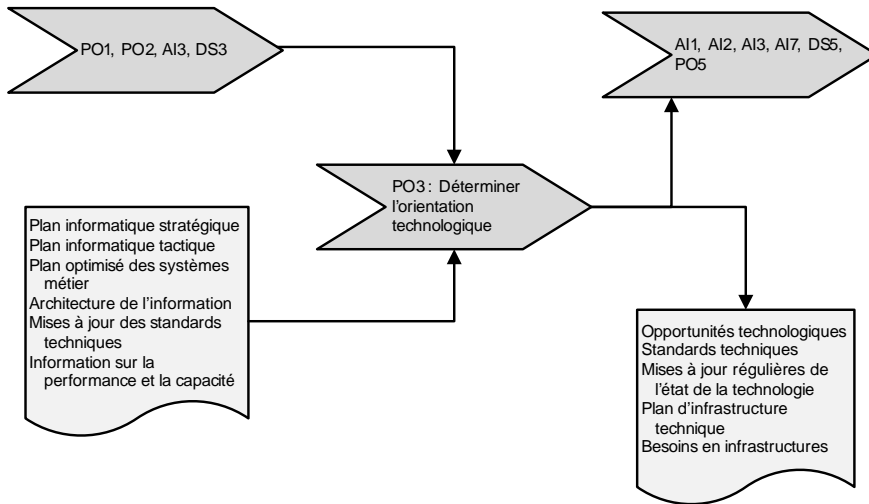 PO1, PO2, AI3, DS3
AI1, AI2, AI3, AI7, DS5,
PO5
PO3 : Déterminer
l’orientation
technologique
Plan informatique stratégique
Plan informatique tactique
Plan optimisé des systèmes
métier
Architecture de l’information
Mises à jour des standards
techniques
Information sur la
performance et la capacité
Opportunités technologiques
Standards techniques
Mises à jour régulières de
l’état de la technologie
Plan d’infrastructure
technique
Besoins en infrastructures